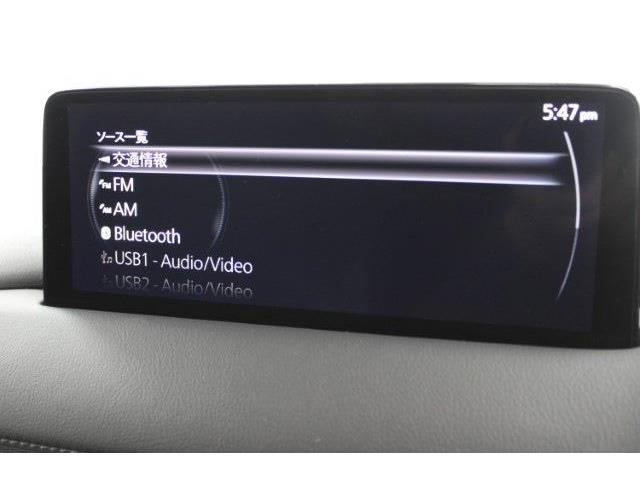 5:47pm
ソース一覧
交通情報
FM
AM
Bluetooth
USB1 - Audio/Video
USB2 - Audio/Video